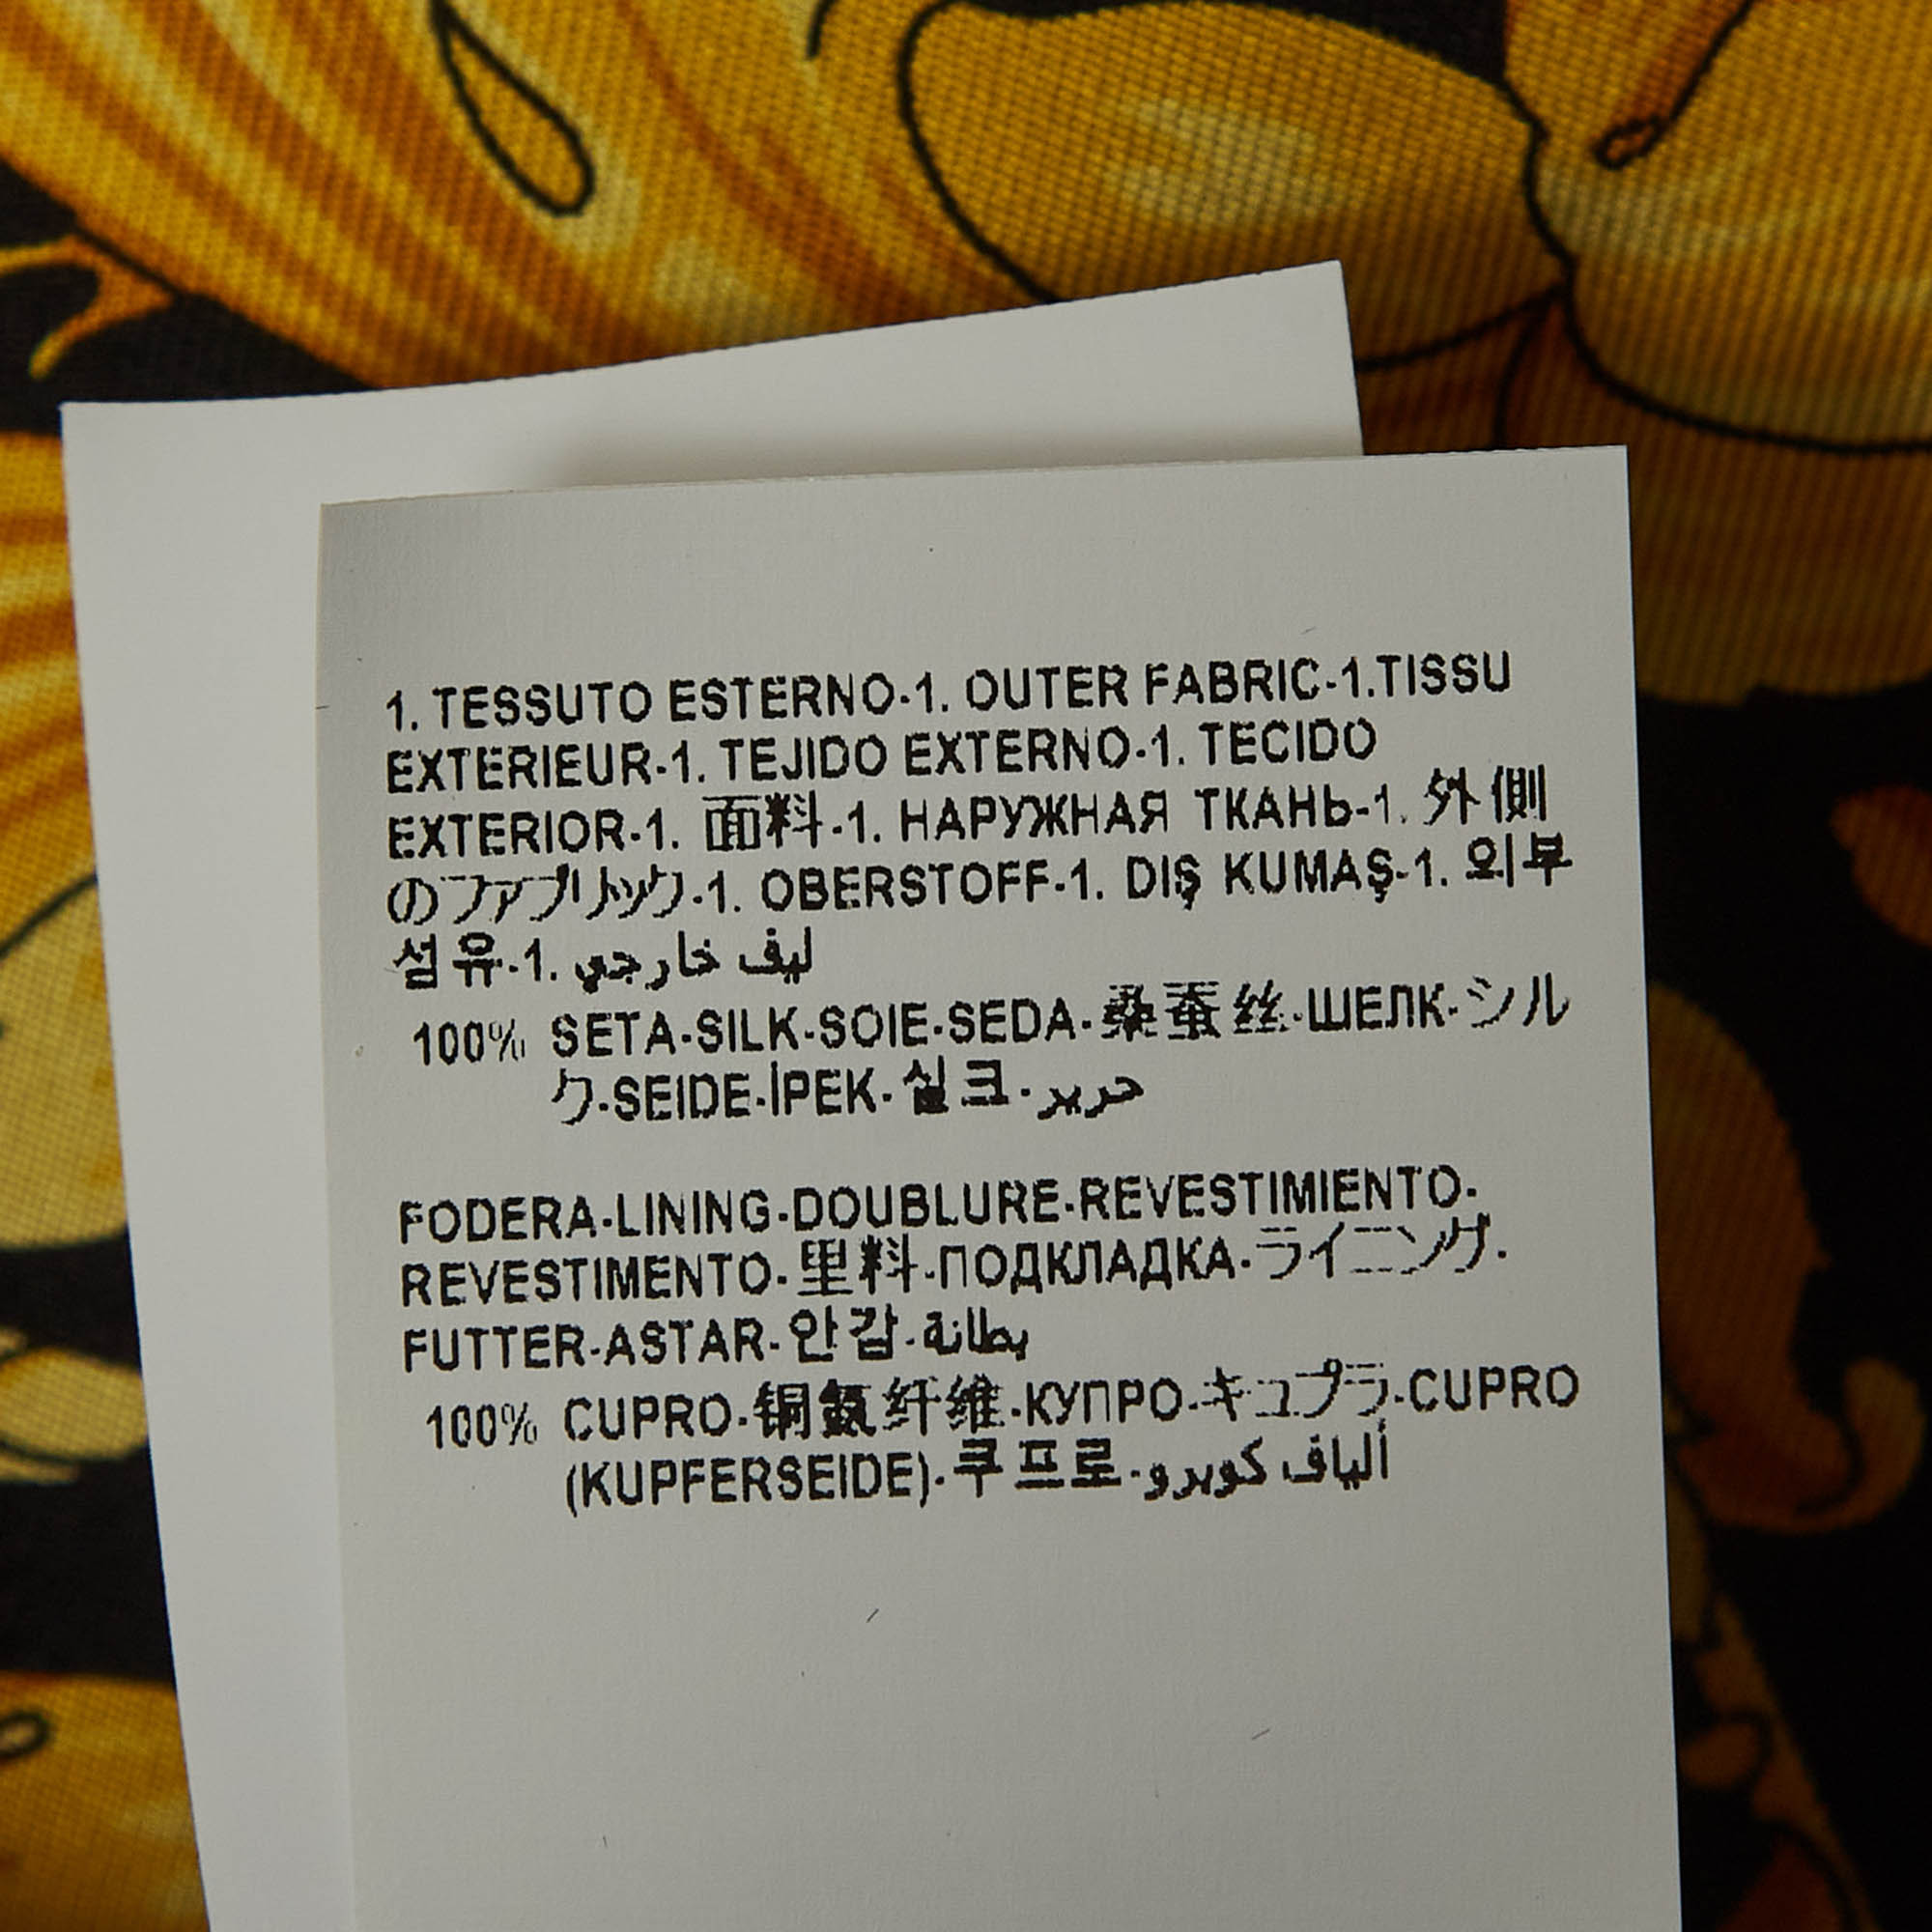 1. TESSUTO ESTERNO-1. OUTER FABRIC-1.TISSU
EXTERIEUR-1. TEJIDO EXTERNO-1. TECIDO
EXTERIOR-1. 面料-1. НАРУЖНАЯ ТКАНЬ-1. 外側
のファブリック-1. OBERSTOFF-1. DIŞ KUMAŞ-1. 외부
섬유-1. ليف خارجي
100% SETA-SILK-SOIE-SEDA-桑蚕丝-ШЕЛК-シル
ク-SEIDE-İPEK-실크-حرير
FODERA-LINING-DOUBLURE-REVESTIMIENTO-
REVESTIMENTO-里料-ПОДКЛАДКА-ライニング-
FUTTER-ASTAR-안감-بطانة
100% CUPRO-铜氨纤维-КУПРО-キュプラ-CUPRO
(KUPFERSEIDE)-쿠프로-ألياف كوبرو